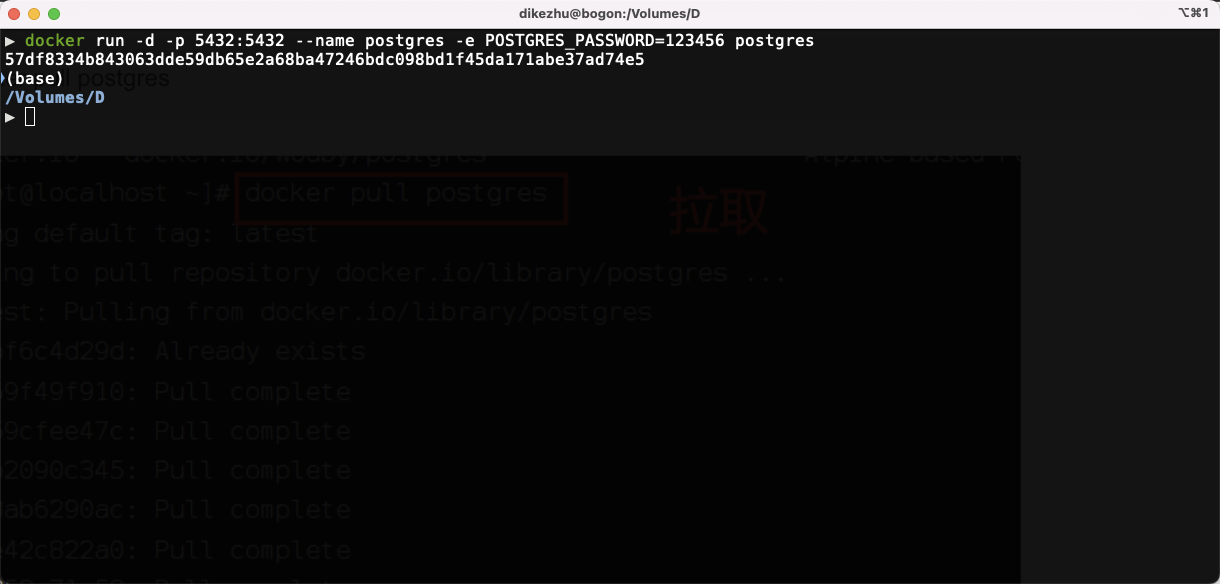 dikezhu@bogon:/Volumes/D
⌥⌘1
▶ docker run -d -p 5432:5432 --name postgres -e POSTGRES_PASSWORD=123456 postgres
57df8334b843063dde59db65e2a68ba47246bdc098bd1f45da171abe37ad74e5
(base) postgres
/Volumes/D
▶
docker.io/wodby/postgres Alpine-based
t@localhost ~]# docker pull postgres 拉取
ng default tag: latest
ng to pull repository docker.io/library/postgres ...
st: Pulling from docker.io/library/postgres
f6c4d29d: Already exists
9f49f910: Pull complete
9cfee47c: Pull complete
2090c345: Pull complete
ab6290ac: Pull complete
42c822a0: Pull complete